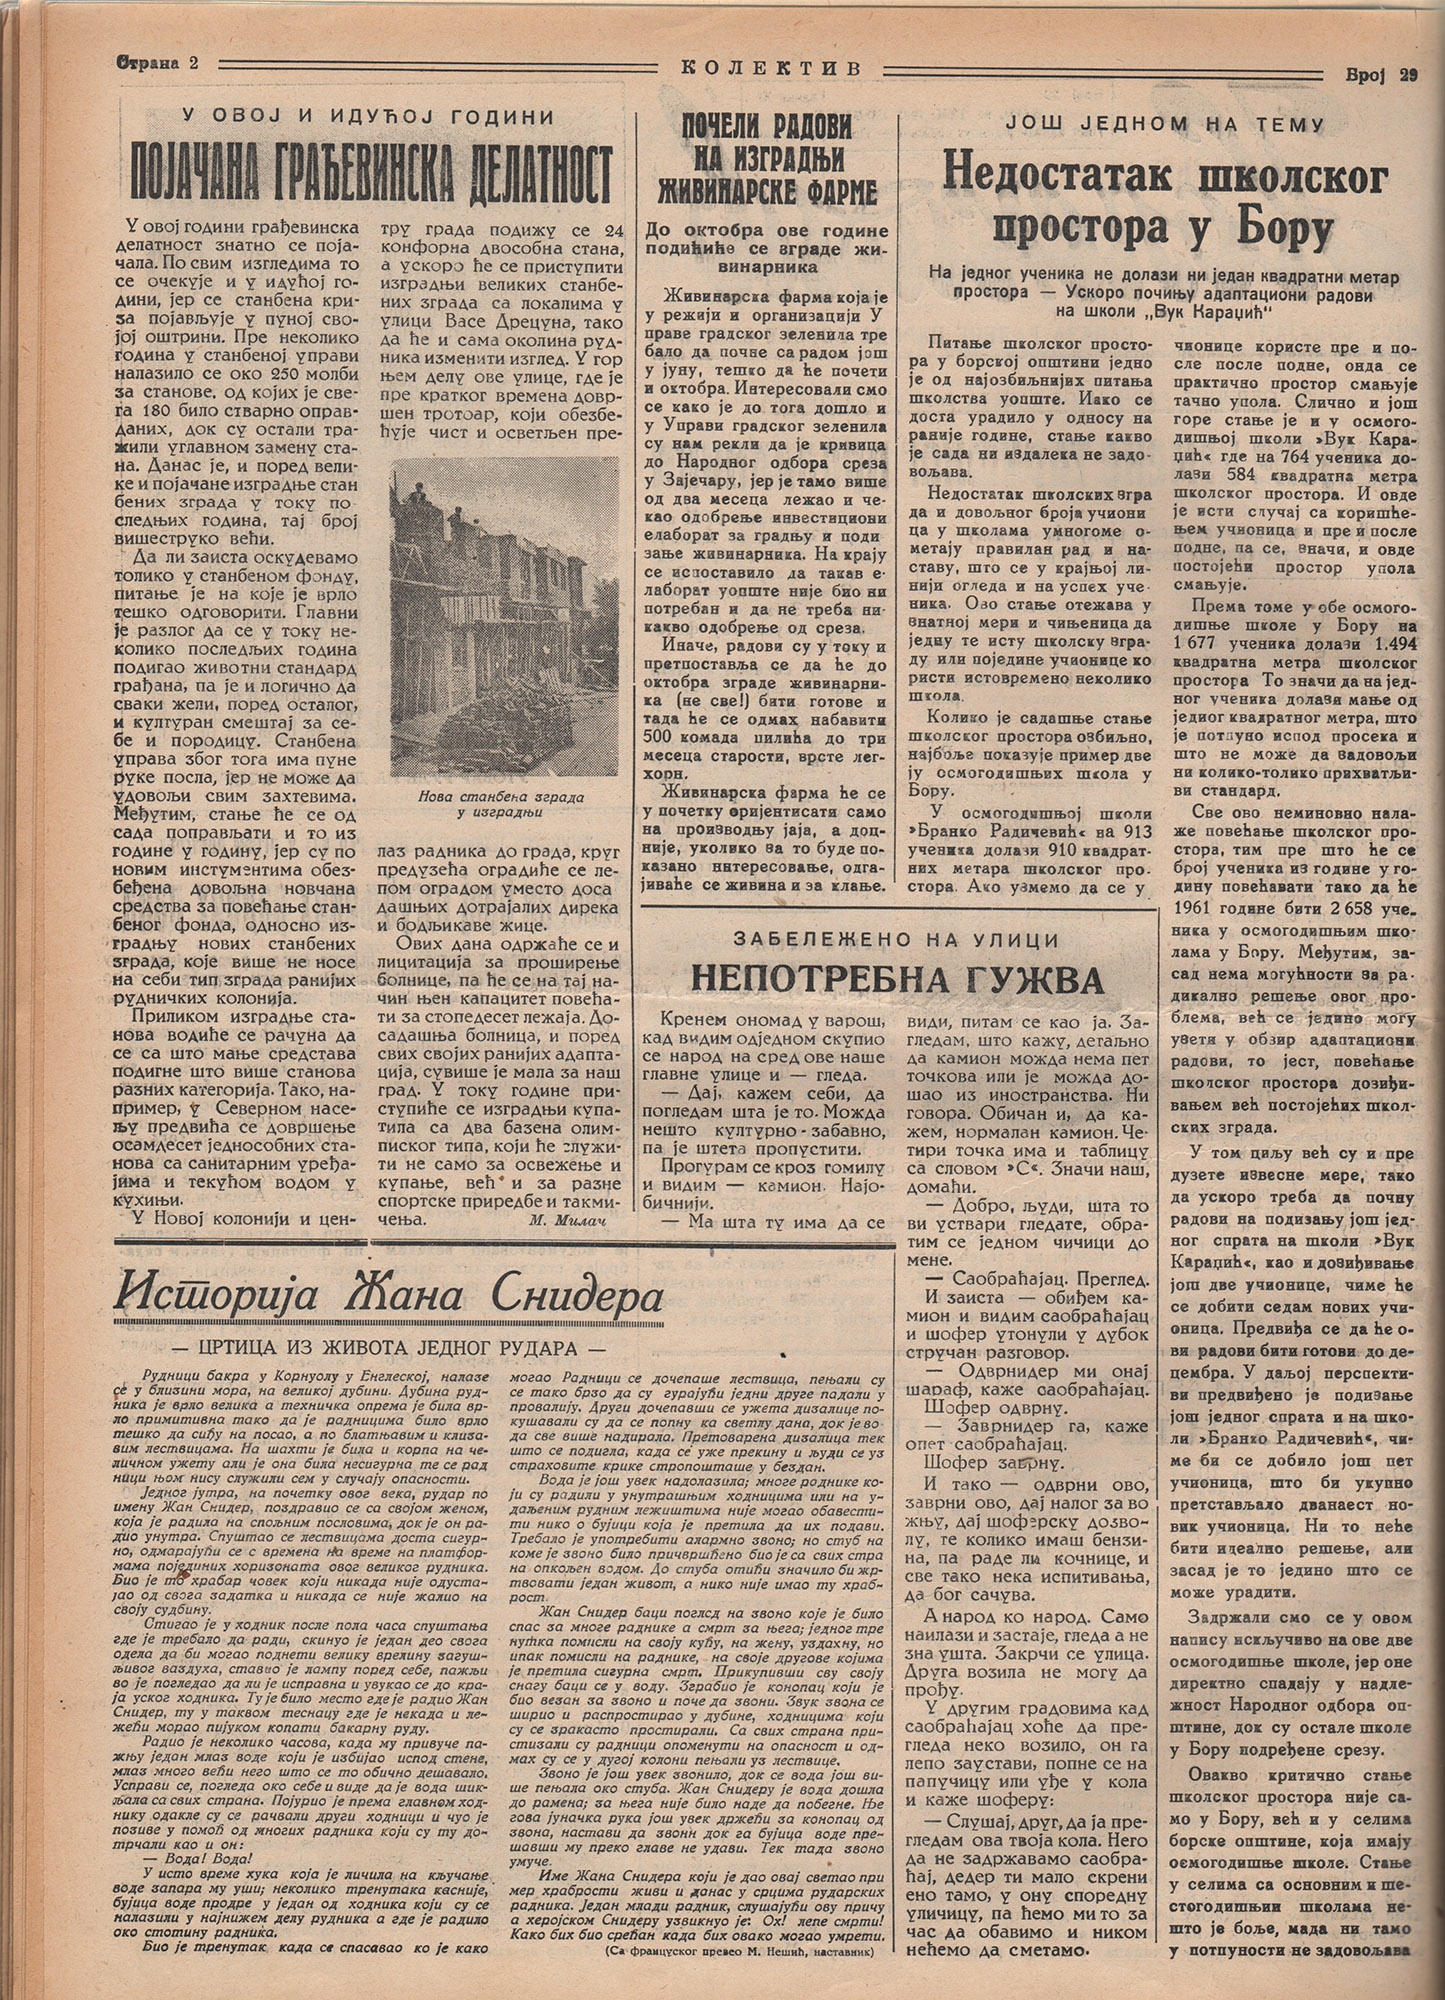 Страна 2
КОЛЕКТИВ
Број 29
У ОВОЈ И ИДУЋОЈ ГОДИНИ
ПОЈАЧАНА ГРАЂЕВИНСКА ДЕЛАТНОСТ
У овој години грађевинска
делатност знатно се поја-
чала. По свим изгледима то
се очекује и у идућој го-
дини, јер се станбена кри-
за појављује у пуној сво-
јој оштрини. Пре неколико
година у станбеној управи
налазило се око 250 молби
за станове, од којих је све-
га 180 било стварно оправ-
даних, док су остали тра-
жили углавном замену ста-
на. Данас је, и поред вели-
ке и појачане изградње стан
бених зграда у току по-
следњих година, тај број
вишеструко већи.
Да ли заиста оскудевамо
толико у станбеном фонду,
питање је на које је врло
тешко одговорити. Главни
је разлог да се у току не-
колико последљих година
подигао животни стандард
грађана, па је и логично да
сваки жели, поред осталог,
и културан смештај за се-
бе и породицу. Станбена
управа због тога има пуне
руке посла, јер не може да
удовољи свим захтевима.
Међутим, стање ће се од
сада поправљати и то из
године у годину, јер су по
новим инстументима обез-
беђена довољна новчана
средства за повећање стан-
беног фонда, односно из-
градњу нових станбених
зграда, које више не носе
на себи тип зграда ранијих
рудничких колонија.
Приликом изградње ста-
нова водиће се рачуна да
се са што мање средстава
подигне што више станова
разних категорија. Тако, на-
пример, у Северном насе-
љу предвића се довршење
осамдесет једнособних ста-
нова са санитарним уређа-
јима и текућом водом у
кухињи.
У Новој колонији и цен-
тру града подижу се 24
конфорна двособна стана,
а ускоро ће се приступити
изградњи великих станбе-
них зграда са локалима у
улици Васе Дрецуна, тако
да ће и сама околина руд-
ника изменити изглед. У гор
њем делу ове улице, где је
пре кратког времена довр-
шен тротоар, који обезбе-
ћује чист и осветљен пре-
Нова станбена зграда
у изградњи
лаз радника до града, круг
предузећа оградиће се ле-
пом оградом уместо доса
дашњих дотрајалих дирека
и бодљикаве жице.
Ових дана одржаће се и
лицитација за проширење
болнице, па ће се на тај на-
чин њен капацитет повећа-
ти за стопедесет лежаја. До-
садашња болница, и поред
свих својих ранијих адапта-
ција, сувише је мала за наш
град. У току године при-
ступиће се изградњи купа-
тила са два базена олим-
писког типа, који ће служи-
ти не само за освежење и
купање, већ и за разне
спортске приредбе и такми-
чења.
М. Милач
ПОЧЕЛИ РАДОВИ
НА ИЗГРАДЊИ
ЖИВИНАРСКЕ ФАРМЕ
До октобра ове године
подићиће се зграде жи-
винарника
Живинарска фарма која је
у режији и организацији У
праве градског зеленила тре
бало да почне са радом још
у јуну, тешко да ће почети
и октобра. Интересовали смо
се како је до тога дошло и
у Управи градског зеленила
су нам рекли да је кривица
до Народног одбора среза
у Зајечару, јер је тамо више
од два месеца лежао и че-
као одобрење инвестициони
елаборат за градњу и поди
зање живинарника. На крају
се испоставило да такав е-
лаборат уопште није био ни
потребан и да не треба ни-
какво одобрење од среза.
Иначе, радови су у току и
претпоставља се да ће до
октобра зграде живинарни-
ка (не све!) бити готове и
тада ће се одмах набавити
500 комада пилића до три
месеца старости, врсте лег-
хорн.
Живинарска фарма ће се
у почетку оријентисати само
на производњу јаја, а доц-
није, уколико за то буде по-
казано интересовање, одга-
јиваће се живина и за клање.
ЈОШ ЈЕДНОМ НА ТЕМУ
Недостатак школског
простора у Бору
На једног ученика не долази ни један квадратни метар
простора — Ускоро почињу адаптациони радови
на школи „Вук Караџић“
Питање школског просто-
ра у борској општини једно
је од најозбиљнијих питања
школства уопште. Иако се
доста урадило у односу на
раније године, стање какво
је сада ни издалека не задо-
вољава.
Недостатак школских згра
да и довољног броја учиони
ца у школама умногоме о-
метају правилан рад и на-
ставу, што се у крајњој ли-
нији огледа и на успех уче-
ника. Ово стање отежава у
знатној мери и чињеница да
једну те исту школску згра-
ду или поједине учионице ко
ристи истовремено неколико
школа.
Колико је садашње стање
школског простора озбиљно,
најбоље показује пример две
ју осмогодишњих школа у
Бору.
У осмогодишњој школи
»Бранко Радичевић« на 913
ученика долази 910 квадрат-
них метара школског про-
стора. Ако узмемо да се у
чионице користе пре и по-
сле после подне, онда се
практично простор смањује
тачно упола. Слично и још
горе стање је и у осмого-
дишњој школи »Вук Кара-
џић« где на 764 ученика до-
лази 584 квадратна метра
школског простора. И овде
је исти случај са коришће-
њем учионица и пре и после
подне, па се, значи, и овде
постојећи простор упола
смањује.
Према томе у обе осмого-
дишње школе у Бору на
1 677 ученика долази 1.494
квадратна метра школског
простора То значи да на јед-
ног ученика долази мање од
једног квадратног метра, што
је потпуно испод просека и
што не може да задовољи
ни колико-толико прихватљи-
ви стандард.
Све ово неминовно нала-
же повећање школског про-
стора, тим пре што ће се
број ученика из године у го-
дину повећавати тако да ће
1961 године бити 2 658 уче-
ника у осмогодишњим шко-
лама у Бору. Међутим, за-
сад нема могућности за ра-
дикално решење овог про-
блема, већ се једино могу
узети у обзир адаптациони
радови, то јест, повећање
школског простора дозиђи-
вањем већ постојећих школ-
ских зграда.
У том циљу већ су и пре
дузете извесне мере, тако
да ускоро треба да почну
радови на подизању још јед-
ног спрата на школи »Вук
Караџић«, као и дозиђивање
још две учионице, чиме ће
се добити седам нових учи-
оница. Предвиђа се да ће о-
ви радови бити готови до де-
цембра. У даљој перспекти-
ви предвиђено је подизање
још једног спрата и на шко-
ли »Бранко Радичевић«, чи-
ме би се добило још пет
учионица, што би укупно
претстављало дванаест но-
вик учионица. Ни то неће
бити идеално решење, али
засад је то једино што се
може урадити.
Задржали смо се у овом
напису искључиво на ове две
осмогодишње школе, јер оне
директно спадају у надле-
жност Народног одбора оп-
штине, док су остале школе
у Бору подређене срезу.
Овакво критично стање
школског простора није са-
мо у Бору, већ и у селима
борске општине, која имају
осмогодишње школе. Стање
у селима са основним и ше-
стогодишњии школама не-
што је боље, мада ни тамо
у потпуности не задовољава
ЗАБЕЛЕЖЕНО НА УЛИЦИ
НЕПОТРЕБНА ГУЖВА
Кренем ономад у варош,
кад видим одједном скупио
се народ на сред ове наше
главне улице и — гледа.
— Дај, кажем себи, да
погледам шта је то. Можда
нешто културно - забавно,
па је штета пропустити.
Прогурам се кроз гомилу
и видим — камион. Најо-
бичнији.
— Ма шта ту има да се
види, питам се као ја. За-
гледам, што кажу, дегаљно
да камион можда нема пет
точкова или је можда до-
шао из иностранства. Ни
говора. Обичан и, да ка-
жем, нормалан камион. Че-
тири точка има и таблицу
са словом »С«. Значи наш,
домаћи.
— Добро, људи, шта то
ви уствари гледате, обра-
тим се једном чичици до
мене.
— Саобраћајац. Преглед.
И заиста — обиђем ка-
мион и видим саобраћајац
и шофер утонули у дубок
стручан разговор.
— Одврнидер ми онај
шараф, каже саобраћајац.
Шофер одврну.
— Заврнидер га, каже
опет саобраћајац.
Шофер заврну.
И тако — одврни ово,
заврни ово, дај налог за во
жњу, дај шоферску дозво-
лу, те колико имаш бензи-
на, па раде ли кочнице, и
све тако нека испитивања,
да бог сачува.
А народ ко народ. Само
наилази и застаје, гледа а не
зна ушта. Закрчи се улица.
Друга возила не могу да
прођу.
У другим градовима кад
саобраћајац хоће да пре-
гледа неко возило, он га
лепо заустави, попне се на
папучицу или уђе у кола
и каже шоферу:
— Слушај, друг, да ја пре-
гледам ова твоја кола. Него
да не задржавамо саобра-
ћај, дедер ти мало скрени
ено тамо, у ону споредну
уличицу, па ћемо ми то за
час да обавимо и ником
нећемо да сметамо.
Историја Жана Снидера
— ЦРТИЦА ИЗ ЖИВОТА ЈЕДНОГ РУДАРА —
Рудници бакра у Корнуолу у Енглеској, налазе
се у близини мора, на великој дубини. Дубина руд-
ника је врло велика а техничка опрема је била вр-
ло примитивна тако да је радницима било врло
тешко да сиђу на посао, а по блатњавим и клиза-
вим лествицама. На шахти је била и корпа на че-
личном ужету али је она била несигурна те се рад
ници њом нису служили сем у случају опасности.
Једног јутра, на почетку овог века, рудар по
имену Жан Снидер, поздравио се са својом женом,
која је радила на спољним пословима, док је он ра-
дио унутра. Спуштао се лествицама доста сигур-
но, одмарајући се с времена на време на платфор-
мама појединих хоризоната овог великог рудника.
Био је то храбар човек који никада није одуста-
јао од свога задатка и никада се није жалио на
своју судбину.
Стигао је у ходник после пола часа спуштања
где је требало да ради, скинуо је један део свога
одела да би могао поднети велику врелину загуш-
љивог ваздуха, ставио је лампу поред себе, пажљи
во је погледао да ли је исправна и увукао се до кра-
ја уског ходника. Ту је било место где је радио Жан
Снидер, ту у таквом теснацу где је некада и ле-
жећи морао пијуком копати бакарну руду.
Радио је неколико часова, када му привуче па-
жњу један млаз воде који је избијао испод стене,
млаз много већи него што се то обично дешавало.
Усправи се, погледа око себе и виде да је вода шик-
љала са свих страна. Појурио је према главном ход-
нику одакле су се рачвали други ходници и чуо је
позиве у помоћ од многих радника који су ту до-
трчали као и он:
— Вода! Вода!
У исто време хука која је личила на кључање
воде запара му уши; неколико тренутака касније,
бујица воде продре у један од ходника који су се
налазили у најнижем делу рудника а где је радило
око стотину радника.
Био је тренутак када се спасавао ко је како
могао Радници се дочепаше лествица, пењали су
се тако брзо да су гурајући једни друге падали у
провалију. Други дочепавши се ужета дизалице по-
кушавали су да се попну ка светлу дана, док је во
да све више надирала. Претоварена дизалица тек
што се подигла, када се уже прекину и људи се уз
страховите крике стропошташе у бездан.
Вода је још увек надолазила; многе роднике ко-
ји су радили у унутрашњим ходницима или на у-
даљеним рудним лежиштима није могао обавести-
ти нико о бујици која је претила да их подави.
Требало је употребити алармно звоно; но стуб на
коме је звоно било причвршћено био је са свих стра
на опкољен водом. До стуба отићи значило би жр-
твовати један живот, а нико није имао ту храб-
рост.
Жан Снидер баци поглед на звоно које је било
спас за многе раднике а смрт за њега; једног тре
нутка помисли на своју кућу, на жену, уздахну, но
ипак помисли на раднике, на своје другове којима
је претила сигурна смрт. Прикупивши сву своју
снагу баци се у воду. Зграбио је конопац који је
био везан за звоно и поче да звони. Звук звона се
ширио и распростирао у дубине, ходницима који
су се зракасто простирали. Са свих страна при-
стизали су радници опоменути на опасност и од-
мах су се у дугој колони пењали уз лествице.
Звоно је још увек звонило, док се вода још ви-
ше пењала око стуба. Жан Снидеру је вода дошла
до рамена; за њега није било наде да побегне. Ње
гова јуначка рука још увек држећи за конопац од
звона, настави да звони док га бујица воде пре-
шавши му преко главе не удави. Тек тада звоно
умуче.
Име Жана Снидера који је дао овај светао при
мер храбрости живи и данас у срцима рударских
радника. Један млади радник, слушајући ову причу
а херојском Снидеру узвикнуо је: Ох! лепе смрти!
Како бих био срећан када бих овако могао умрети.
(Са француског превео М. Нешић, наставник)